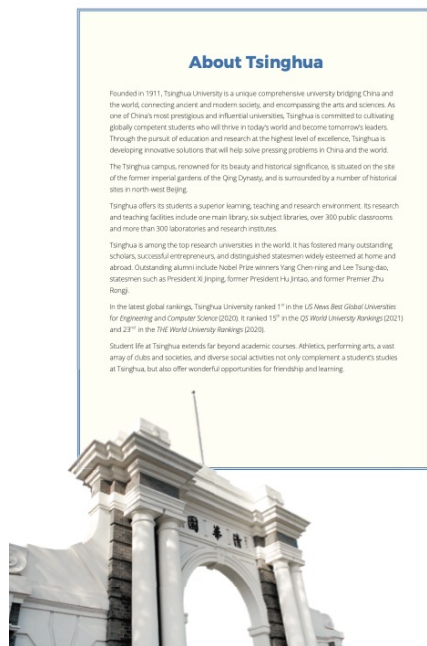 About Tsinghua
Founded in 1911, Tsinghua University is a unique comprehensive university bridging China and
the world, connecting ancient and modern society, and encompassing the arts and sciences. As
one of China's most prestigious and influential universities, Tsinghua is committed to cultivating
globally competent students who will thrive in today's world and become tomorrow's leaders.
Through the pursuit of education and research at the highest level of excellence, Tsinghua is
developing innovative solutions that will help solve pressing problems in China and the world.
The Tsinghua campus, renowned for its beauty and historical significance, is situated on the site
of the former imperial gardens of the Qing Dynasty, and is surrounded by a number of historical
sites in north-west Beijing.
Tsinghua offers its students a superior learning, teaching and research environment. Its research
and teaching facilities include one main library, six subject libraries, over 300 public classrooms
and more than 300 laboratories and research institutes.
Tsinghua is among the top research universities in the world. It has fostered many outstanding
scholars, successful entrepreneurs, and distinguished statesmen widely esteemed at home and
abroad. Outstanding alumni include Nobel Prize winners Yang Chen-ning and Lee Tsung-dao,
statesmen such as President Xi Jinping, former President Hu Jintao, and former Premier Zhu
Rongji.
In the latest global rankings, Tsinghua University ranked 1st in the US News Best Global Universities
for Engineering and Computer Science (2020). It ranked 15th in the QS World University Rankings (2021)
and 23rd in the THE World University Rankings (2020).
Student life at Tsinghua extends far beyond academic courses. Athletics, performing arts, a vast
array of clubs and societies, and diverse social activities not only complement a student's studies
at Tsinghua, but also offer wonderful opportunities for friendship and learning.
園華清